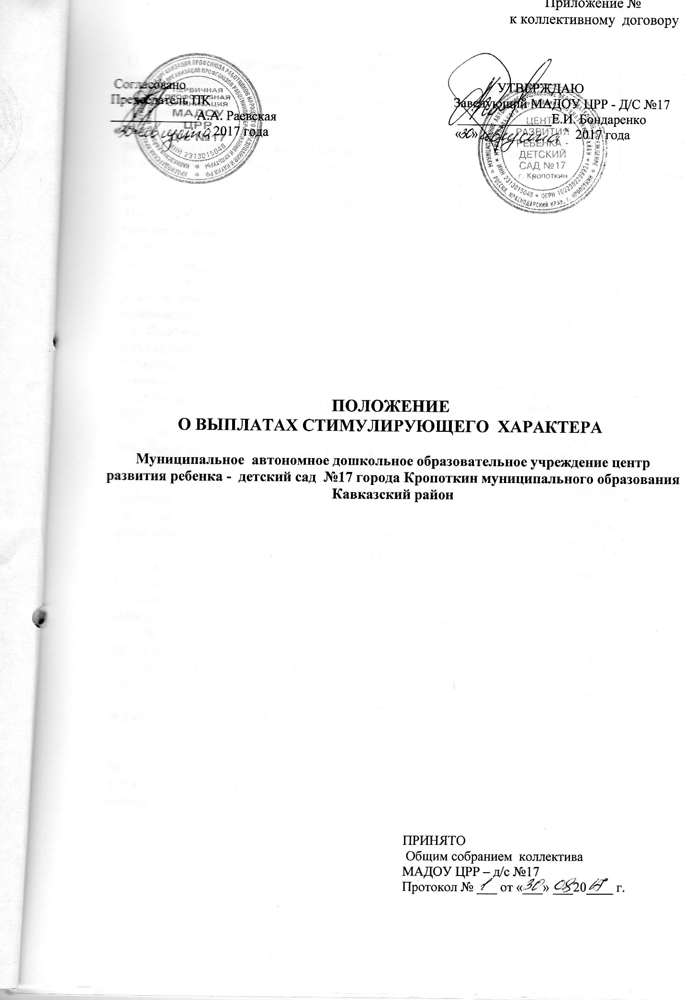 Приложение №
к коллективному договору
Согласовано
Председатель ПК
А.А. Раевская
«30» августа 2017 года
УТВЕРЖДАЮ
Заведующий МАДОУ ЦРР - Д/С №17
Е.И. Бондаренко
«30» августа 2017 года
ПЕРВИЧНАЯ
ПРОФСОЮЗНАЯ
ОРГАНИЗАЦИЯ
МАДОУ
ЦРР
Д/С №17
ИНН 2313015048
ЦЕНТР
РАЗВИТИЯ
РЕБЕНКА -
ДЕТСКИЙ
САД №17
г. Кропоткин
ИНН 2313015048 * ОГРН 1022302299931
РОССИЯ, КРАСНОДАРСКИЙ КРАЙ, Г. КРОПОТКИН
ПОЛОЖЕНИЕ
О ВЫПЛАТАХ СТИМУЛИРУЮЩЕГО ХАРАКТЕРА
Муниципальное автономное дошкольное образовательное учреждение центр
развития ребенка - детский сад №17 города Кропоткин муниципального образования
Кавказский район
ПРИНЯТО
Общим собранием коллектива
МАДОУ ЦРР – д/с №17
Протокол № 1 от «30» 08 2017 г.